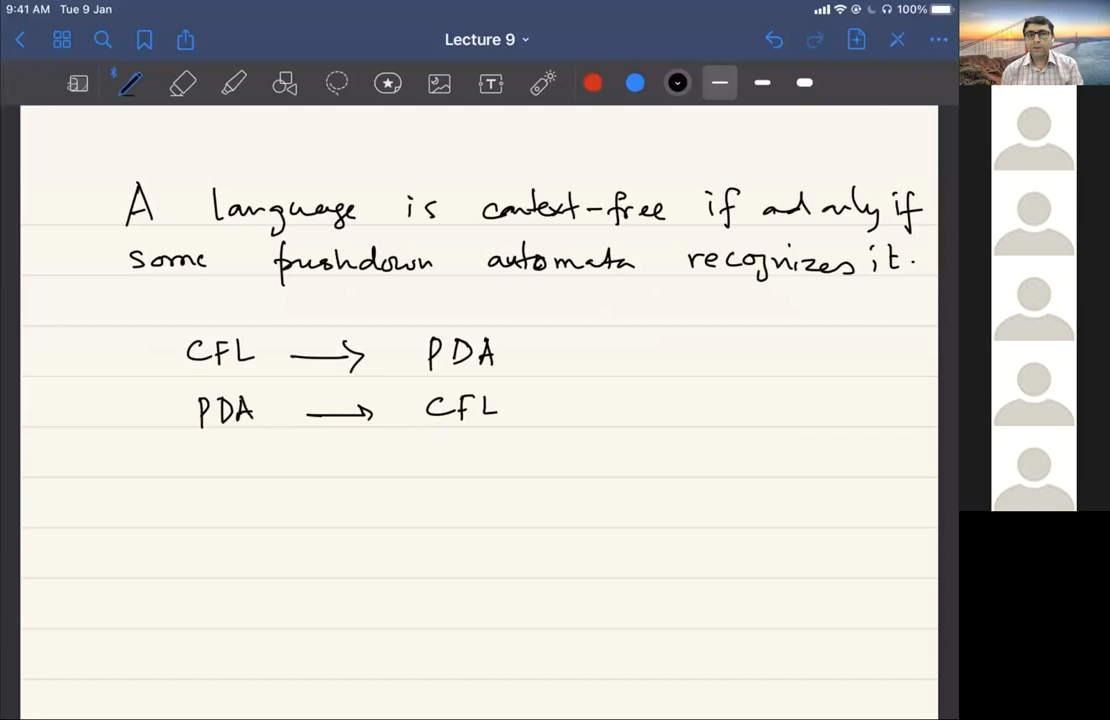 9:41 AM Tue 9 Jan
100%
Lecture 9
T
A language is context-free if and only if
some pushdown automata recognizes it.
CFL → PDA
PDA → CFL